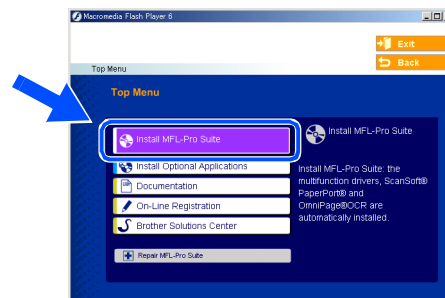 Macromedia Flash Player 6
Exit
Back
Top Menu
Top Menu
Install MFL-Pro Suite
Install Optional Applications
Documentation
On-Line Registration
Brother Solutions Center
Repair MFL-Pro Suite
Install MFL-Pro Suite
Install MFL-Pro Suite: the
multifunction drivers, ScanSoft®
PaperPort® and
OmniPage®OCR are
automatically installed.